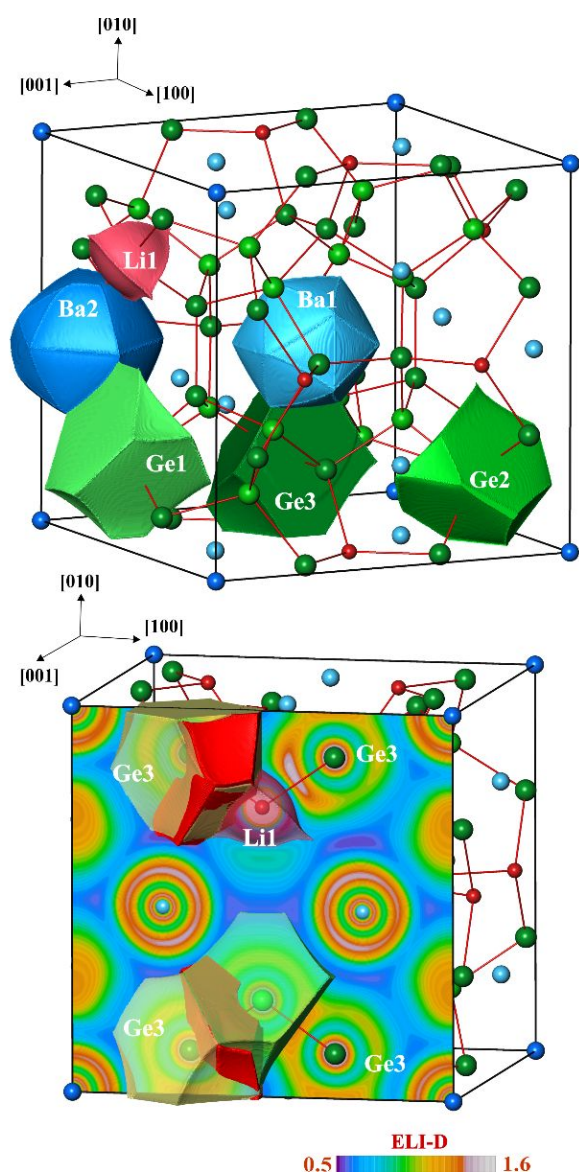 [010]
[001]
[100]
Li1
Ba2
Ba1
Ge1
Ge3
Ge2
[010]
[100]
[001]
Ge3
Ge3
Li1
Ge3
Ge3
ELI-D
0.5 1.6